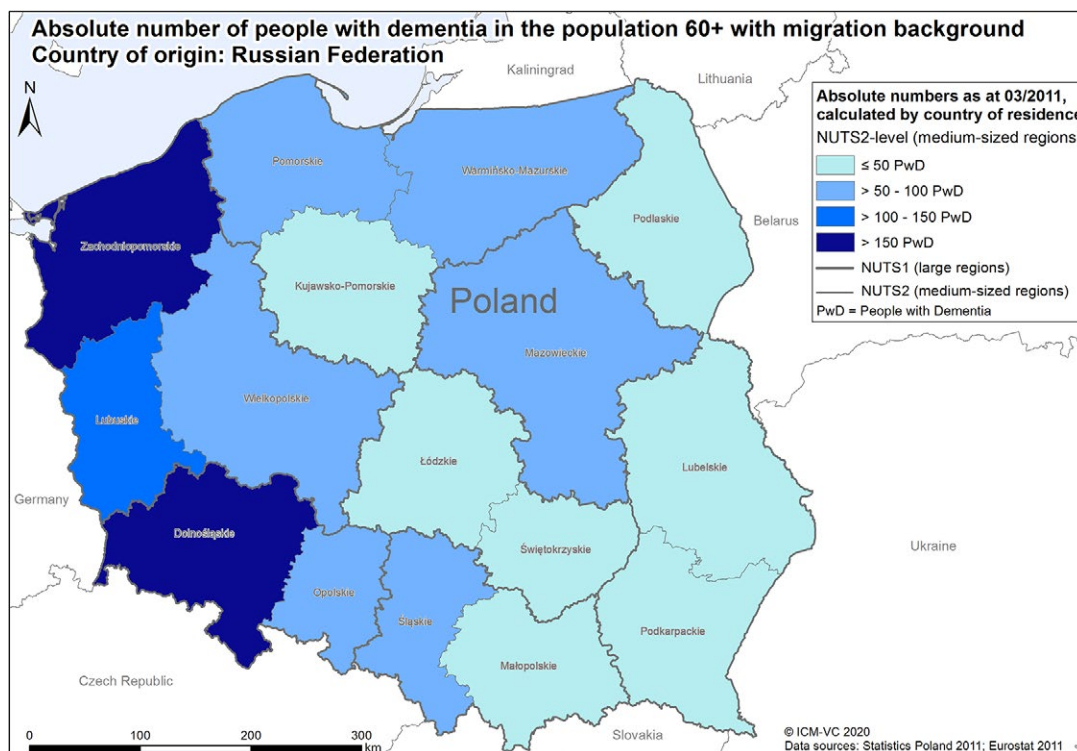 Absolute number of people with dementia in the population 60+ with migration background
Country of origin: Russian Federation
Kaliningrad
Lithuania
N
Absolute numbers as at 03/2011,
calculated by country of residence
NUTS2-level (medium-sized regions
≤ 50 PwD
> 50 - 100 PwD
> 100 - 150 PwD
> 150 PwD
NUTS1 (large regions)
NUTS2 (medium-sized regions)
PwD = People with Dementia
Pomorskie
Warmińsko-Mazurskie
Podlaskie
Belarus
Zachodniopomorskie
Kujawsko-Pomorskie
Poland
Mazowieckie
Wielkopolskie
Lubuskie
Łódzkie
Lubelskie
Germany
Dolnośląskie
Świętokrzyskie
Ukraine
Opolskie
Śląskie
Podkarpackie
Małopolskie
Czech Republic
Slovakia
0 100 200 300
km
© ICM-VC 2020
Data sources: Statistics Poland 2011; Eurostat 2011